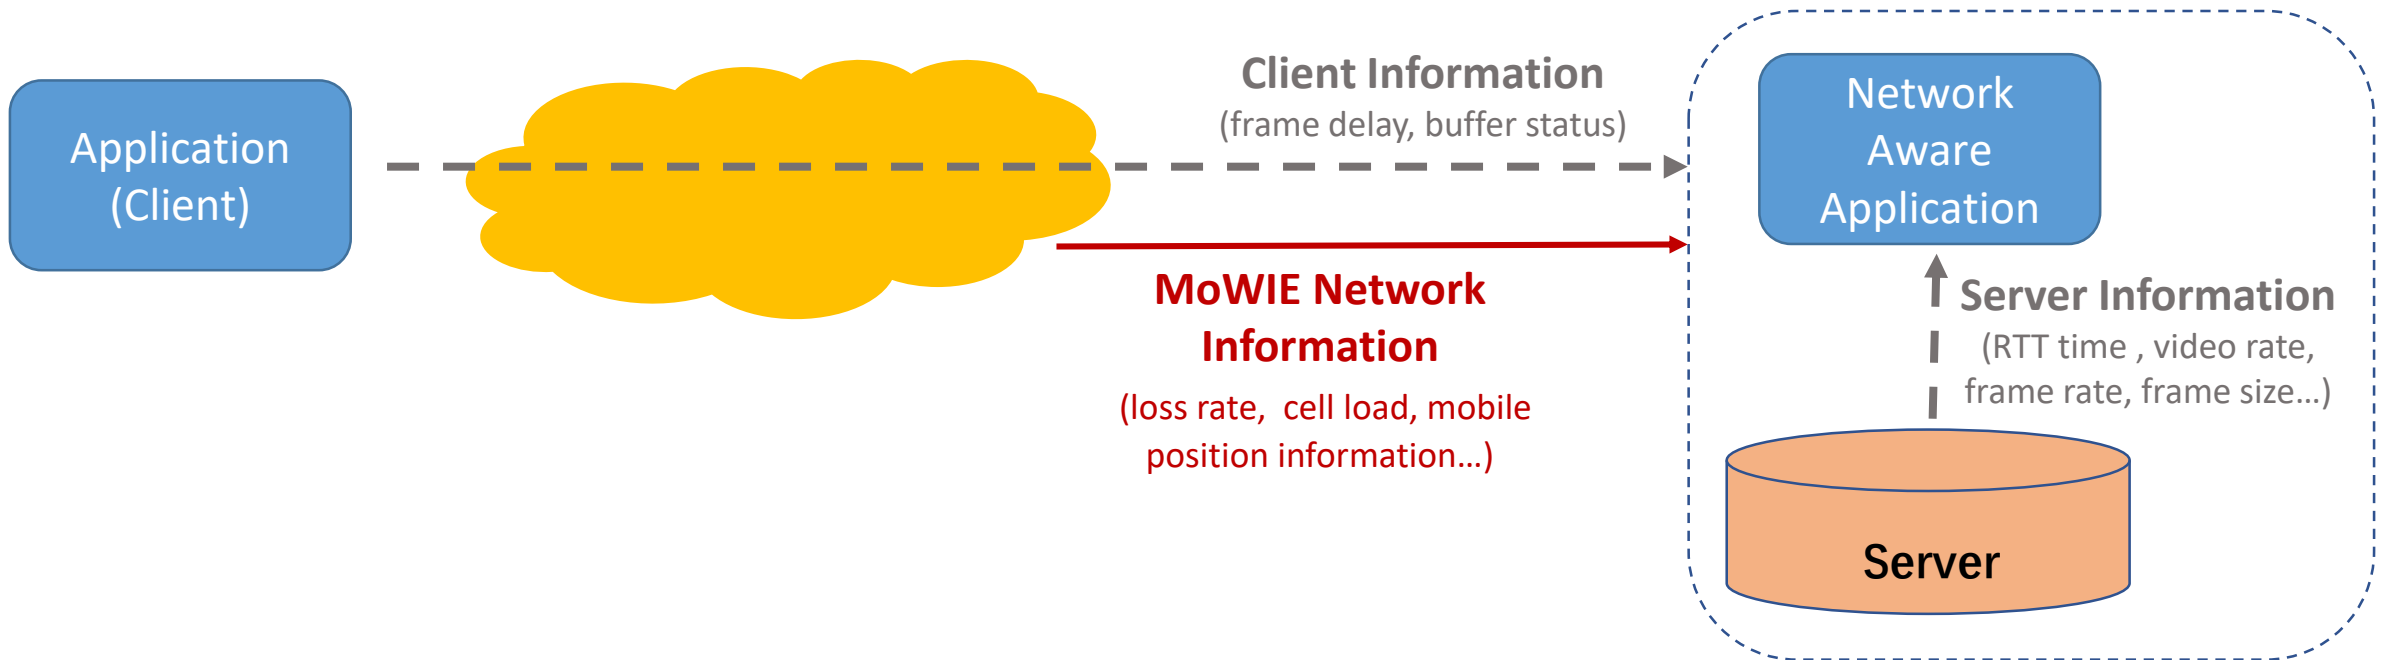 Application
(Client)
Client Information
(frame delay, buffer status)
MoWIE Network
Information
(loss rate,  cell load, mobile
position information...)
Network
Aware
Application
Server Information
(RTT time , video rate,
frame rate, frame size...)
Server